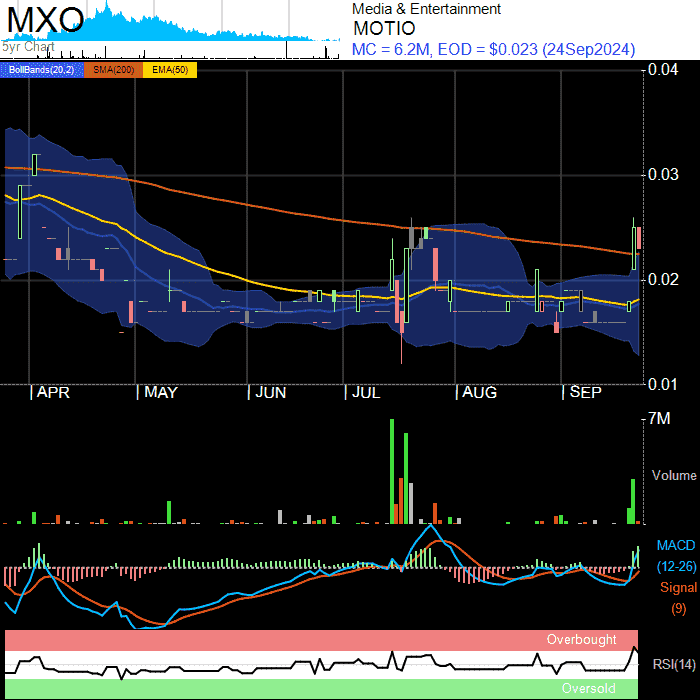 MXO
5yr Chart
Media & Entertainment
MOTIO
MC = 6.2M, EOD = $0.023 (24Sep2024)
BollBands(20,2) SMA(200) EMA(50)
0.04
0.03
0.02
0.01
APR MAY JUN JUL AUG SEP
7M
Volume
MACD
(12-26)
Signal
(9)
Overbought
RSI(14)
Oversold